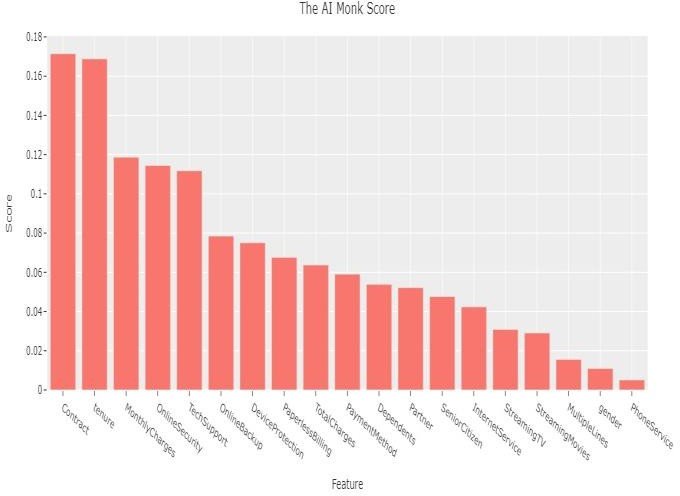 The AI Monk Score
0.18
0.16
0.14
0.12
0.1
0.08
0.06
0.04
0.02
0
Score
Contract
tenure
MonthlyCharges
OnlineSecurity
TechSupport
OnlineBackup
DeviceProtection
PaperlessBilling
TotalCharges
PaymentMethod
Dependents
Partner
SeniorCitizen
InternetService
StreamingTV
StreamingMovies
MultipleLines
gender
PhoneService
Feature